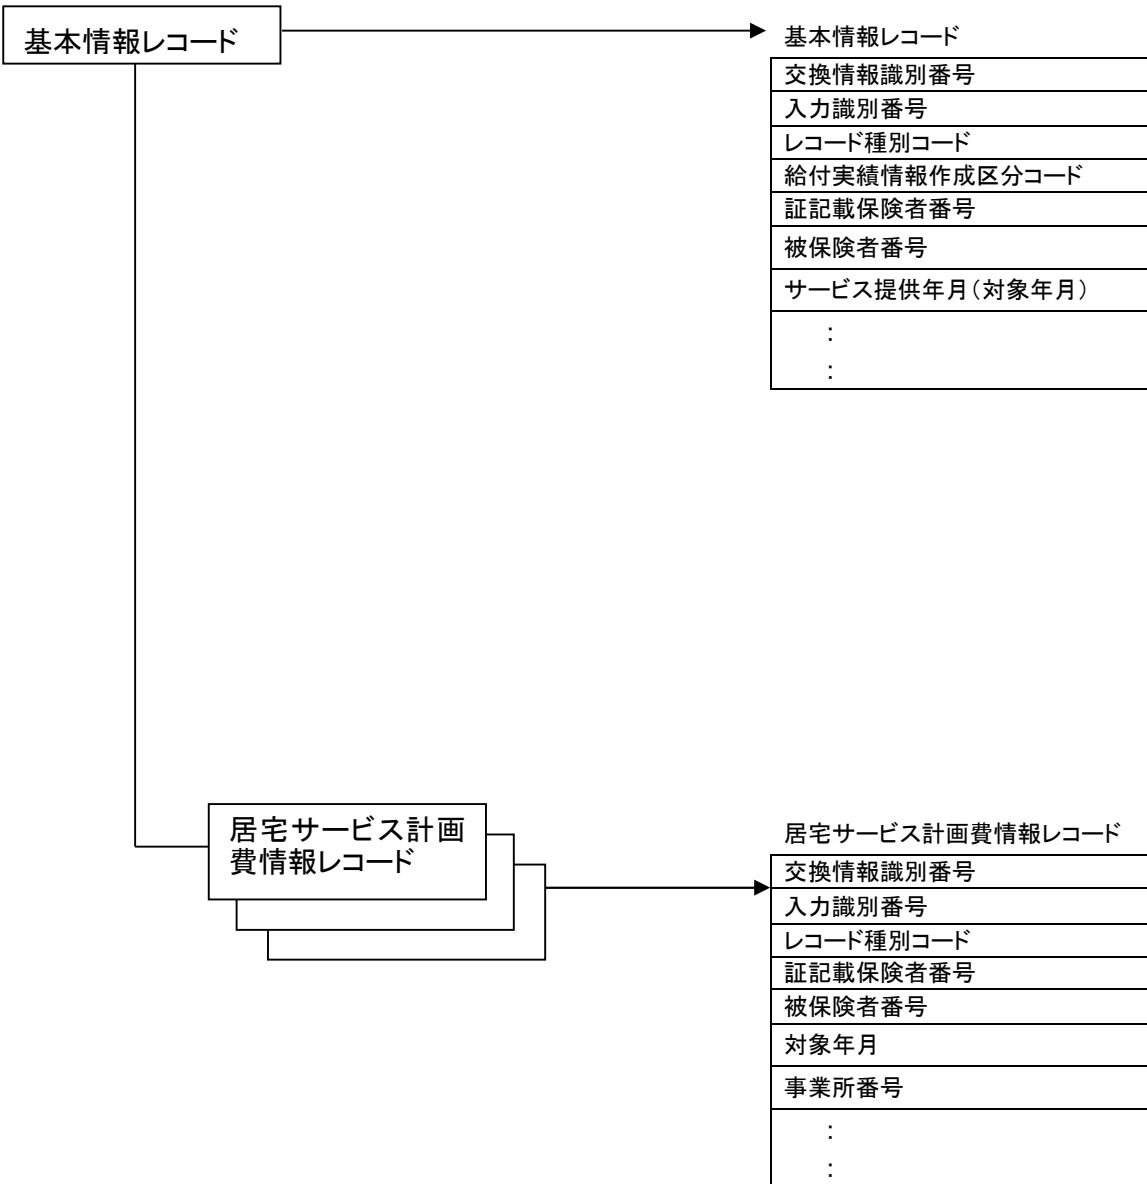 基本情報レコード
基本情報レコード
交換情報識別番号
入力識別番号
レコード種別コード
給付実績情報作成区分コード
証記載保険者番号
被保険者番号
サービス提供年月（対象年月）
：
：
居宅サービス計画
費情報レコード
居宅サービス計画費情報レコード
交換情報識別番号
入力識別番号
レコード種別コード
証記載保険者番号
被保険者番号
対象年月
事業所番号
：
：